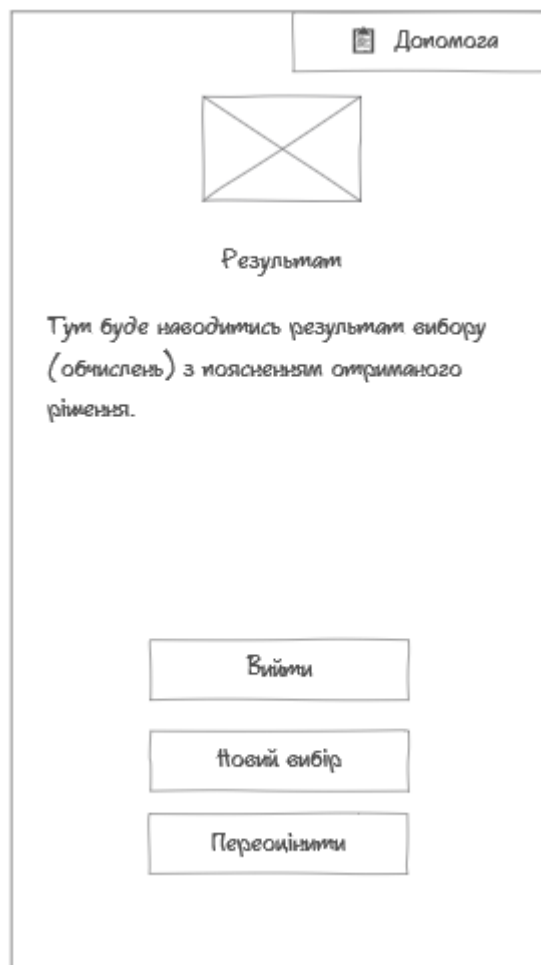 Допомога
Результат
Тут буде наводитись результат вибору
(обчислень) з поясненням отриманого
рішення.
Вийти
Новий вибір
Переоцінити